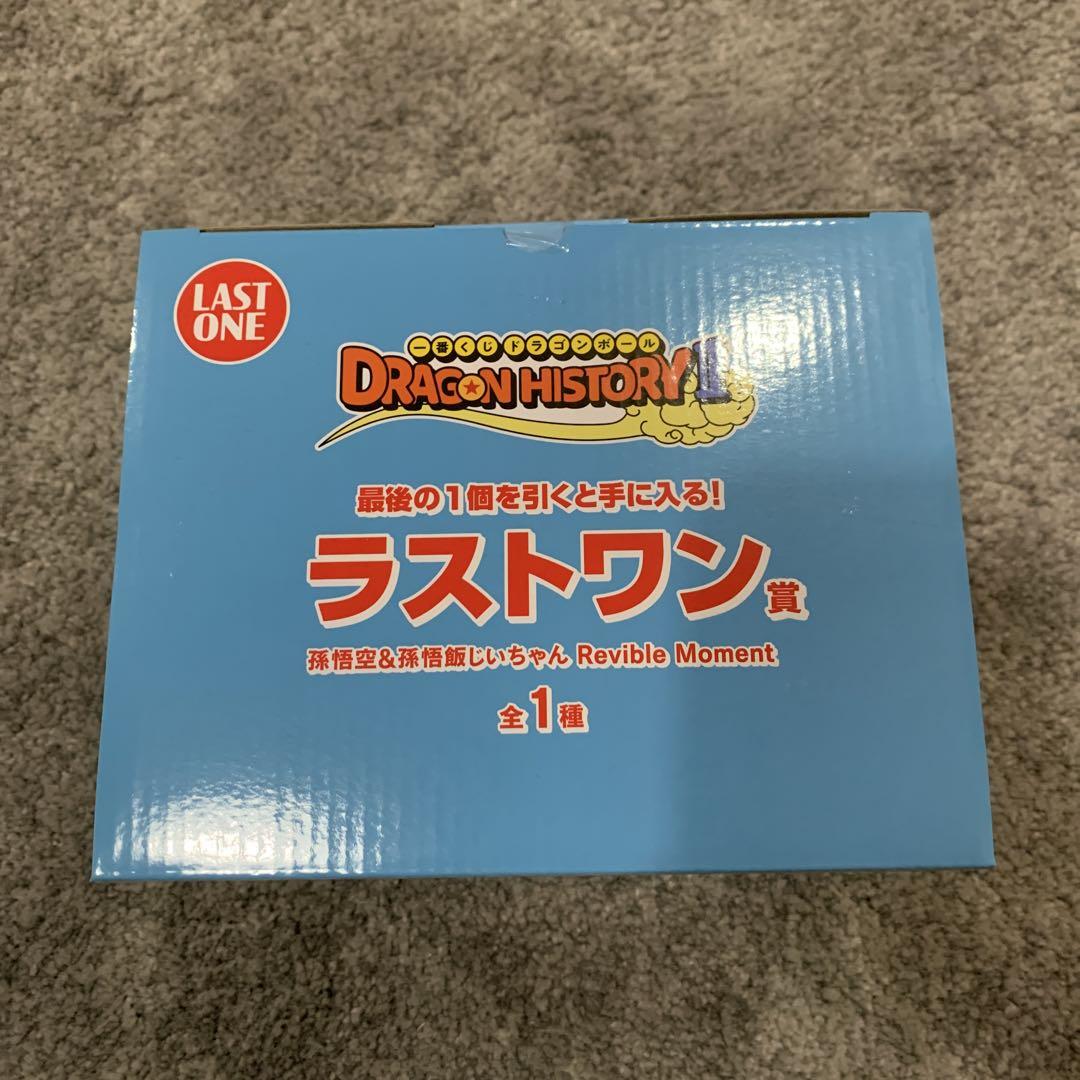 LAST
ONE
一番くじ ドラゴンボール
DRAGON HISTORY II
最後の1個を引くと手に入る!
ラストワン賞
孫悟空&孫悟飯じいちゃん Revible Moment
全1種